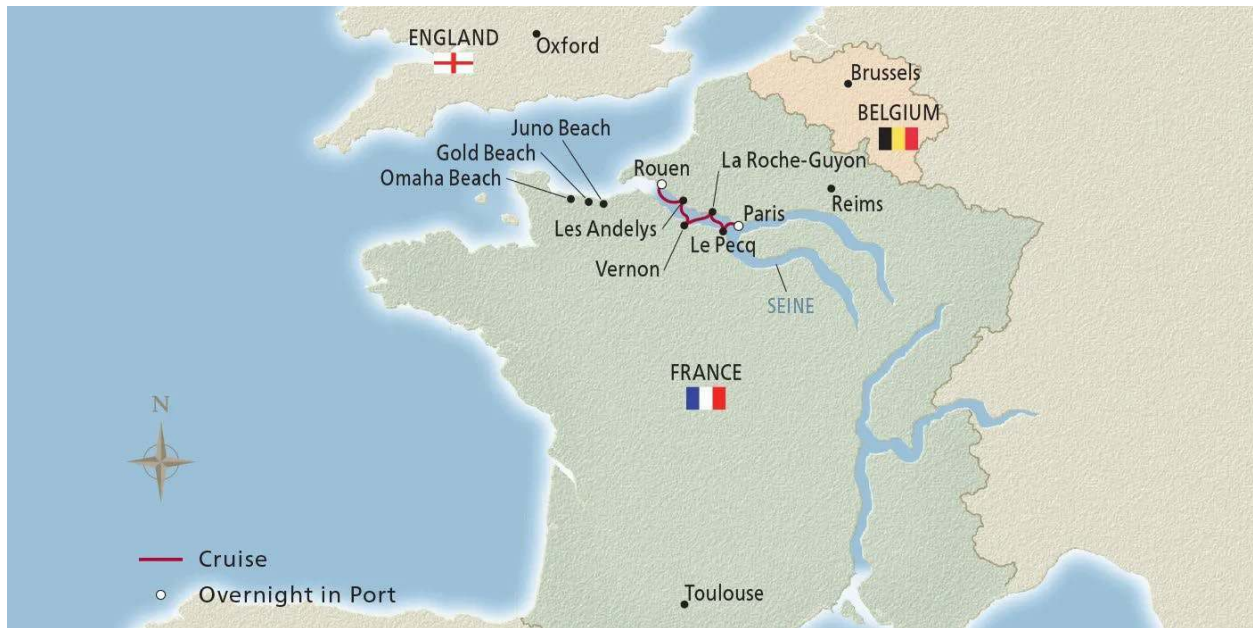 ENGLAND
Oxford
Brussels
BELGIUM
Juno Beach
Gold Beach
Omaha Beach
Rouen
La Roche-Guyon
Reims
Les Andelys
Paris
Le Pecq
Vernon
SEINE
FRANCE
N
Cruise
Overnight in Port
Toulouse